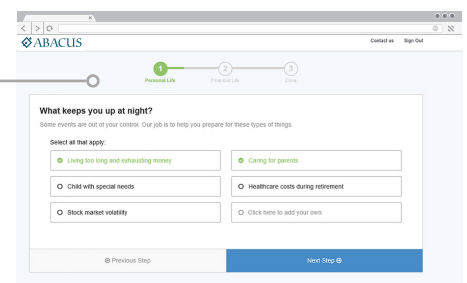 ABACUS
Contact us Sign Out
1 2 3
Personal Life Financial Life Done
What keeps you up at night?
Some events are out of your control. Our job is to help you prepare for these types of things.
Select all that apply:
Living too long and exhausting money
Caring for parents
Child with special needs
Healthcare costs during retirement
Stock market volatility
Click here to add your own
Previous Step
Next Step